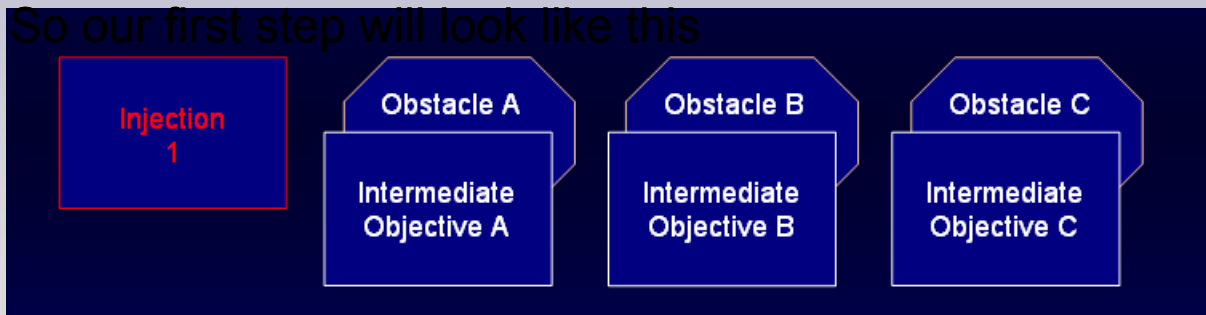 So our first step will look like this
Injection
1
Obstacle A
Intermediate
Objective A
Obstacle B
Intermediate
Objective B
Obstacle C
Intermediate
Objective C